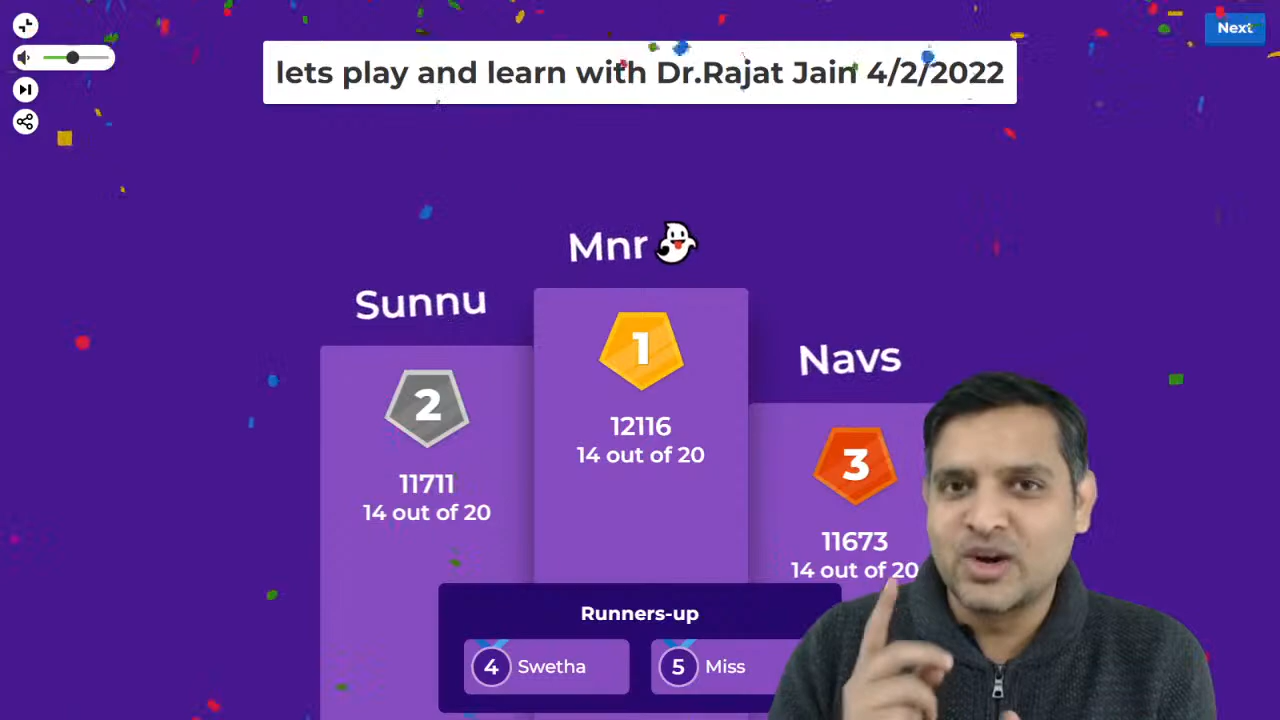 Next
lets play and learn with Dr.Rajat Jain 4/2/2022
Mnr
Sunnu
Navs
1
12116
14 out of 20
2
11711
14 out of 20
3
11673
14 out of 20
Runners-up
4 Swetha
5 Miss